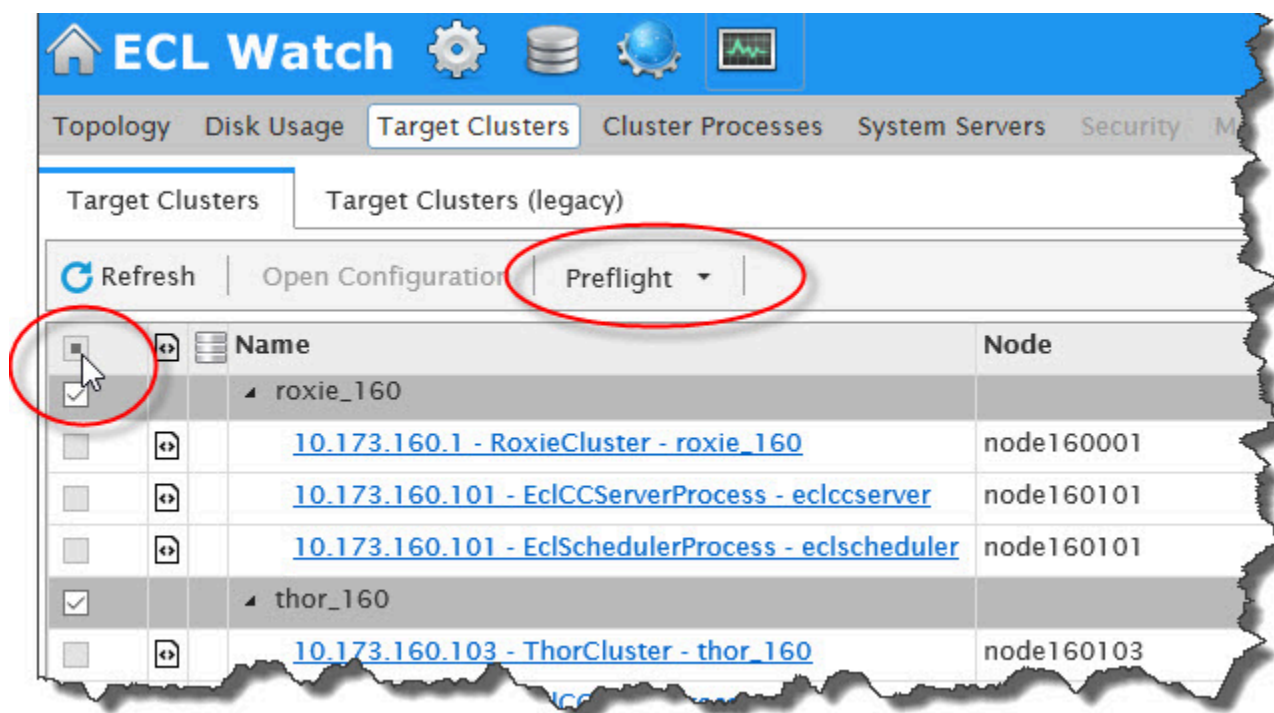 ECL Watch
Topology Disk Usage Target Clusters Cluster Processes System Servers Security
Target Clusters Target Clusters (legacy)
Refresh Open Configuration Preflight
Name Node
roxie_160
10.173.160.1 - RoxieCluster - roxie_160 node160001
10.173.160.101 - EclCCServerProcess - eclccserver node160101
10.173.160.101 - EclSchedulerProcess - eclscheduler node160101
thor_160
10.173.160.103 - ThorCluster - thor_160 node160103